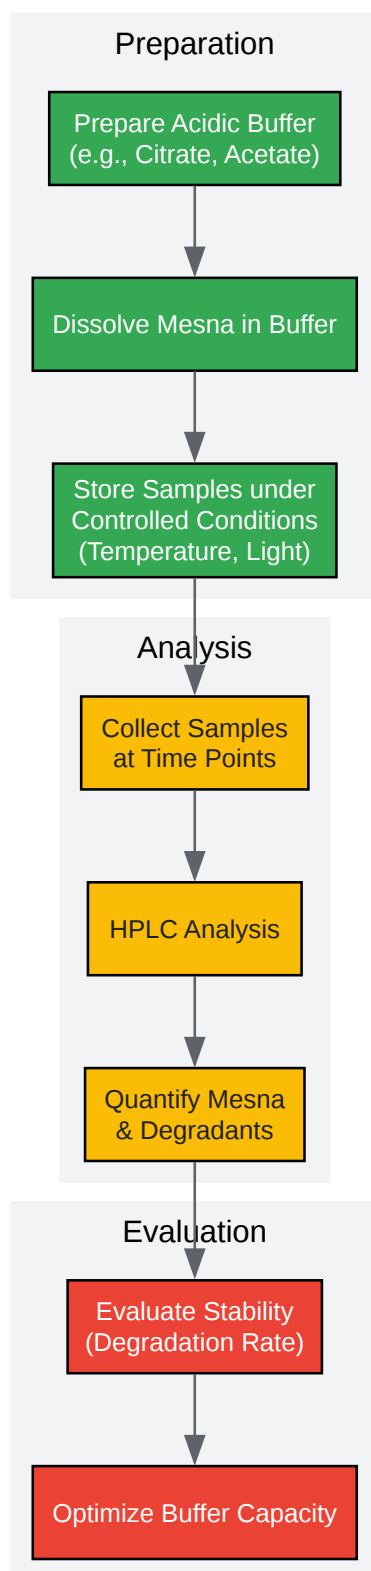 Preparation
Prepare Acidic Buffer
(e.g., Citrate, Acetate)
Dissolve Mesna in Buffer
Store Samples under
Controlled Conditions
(Temperature, Light)
Analysis
Collect Samples
at Time Points
HPLC Analysis
Quantify Mesna
& Degradants
Evaluation
Evaluate Stability
(Degradation Rate)
Optimize Buffer Capacity